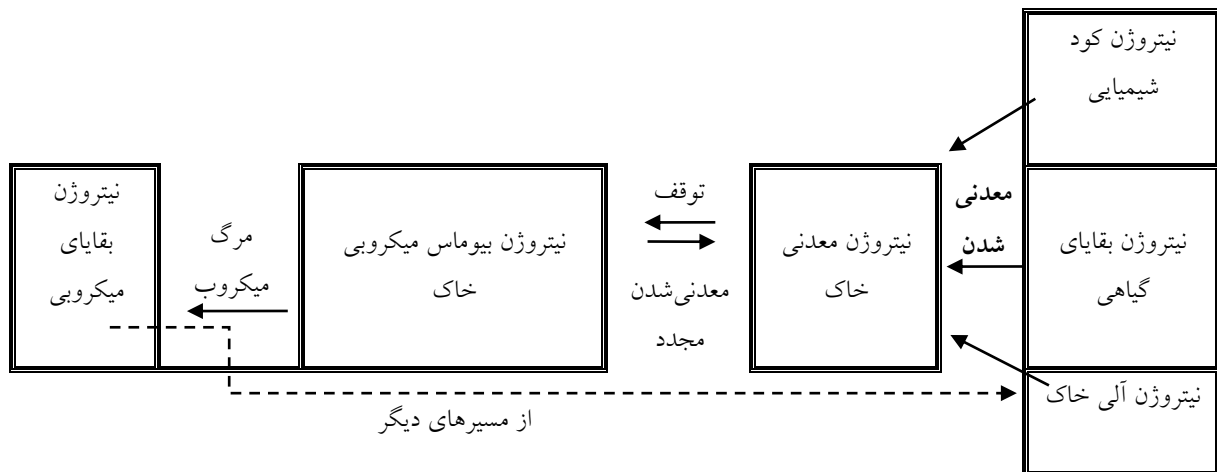 نیتروژن کود
شیمیایی
معدنی
شدن
نیتروژن بقایای
گیاهی
نیتروژن آلی خاک
نیتروژن معدنی
خاک
توقف
معدنی‌شدن
مجدد
نیتروژن بیوماس میکروبی
خاک
مرگ
میکروب
نیتروژن
بقایای
میکروبی
از مسیرهای دیگر